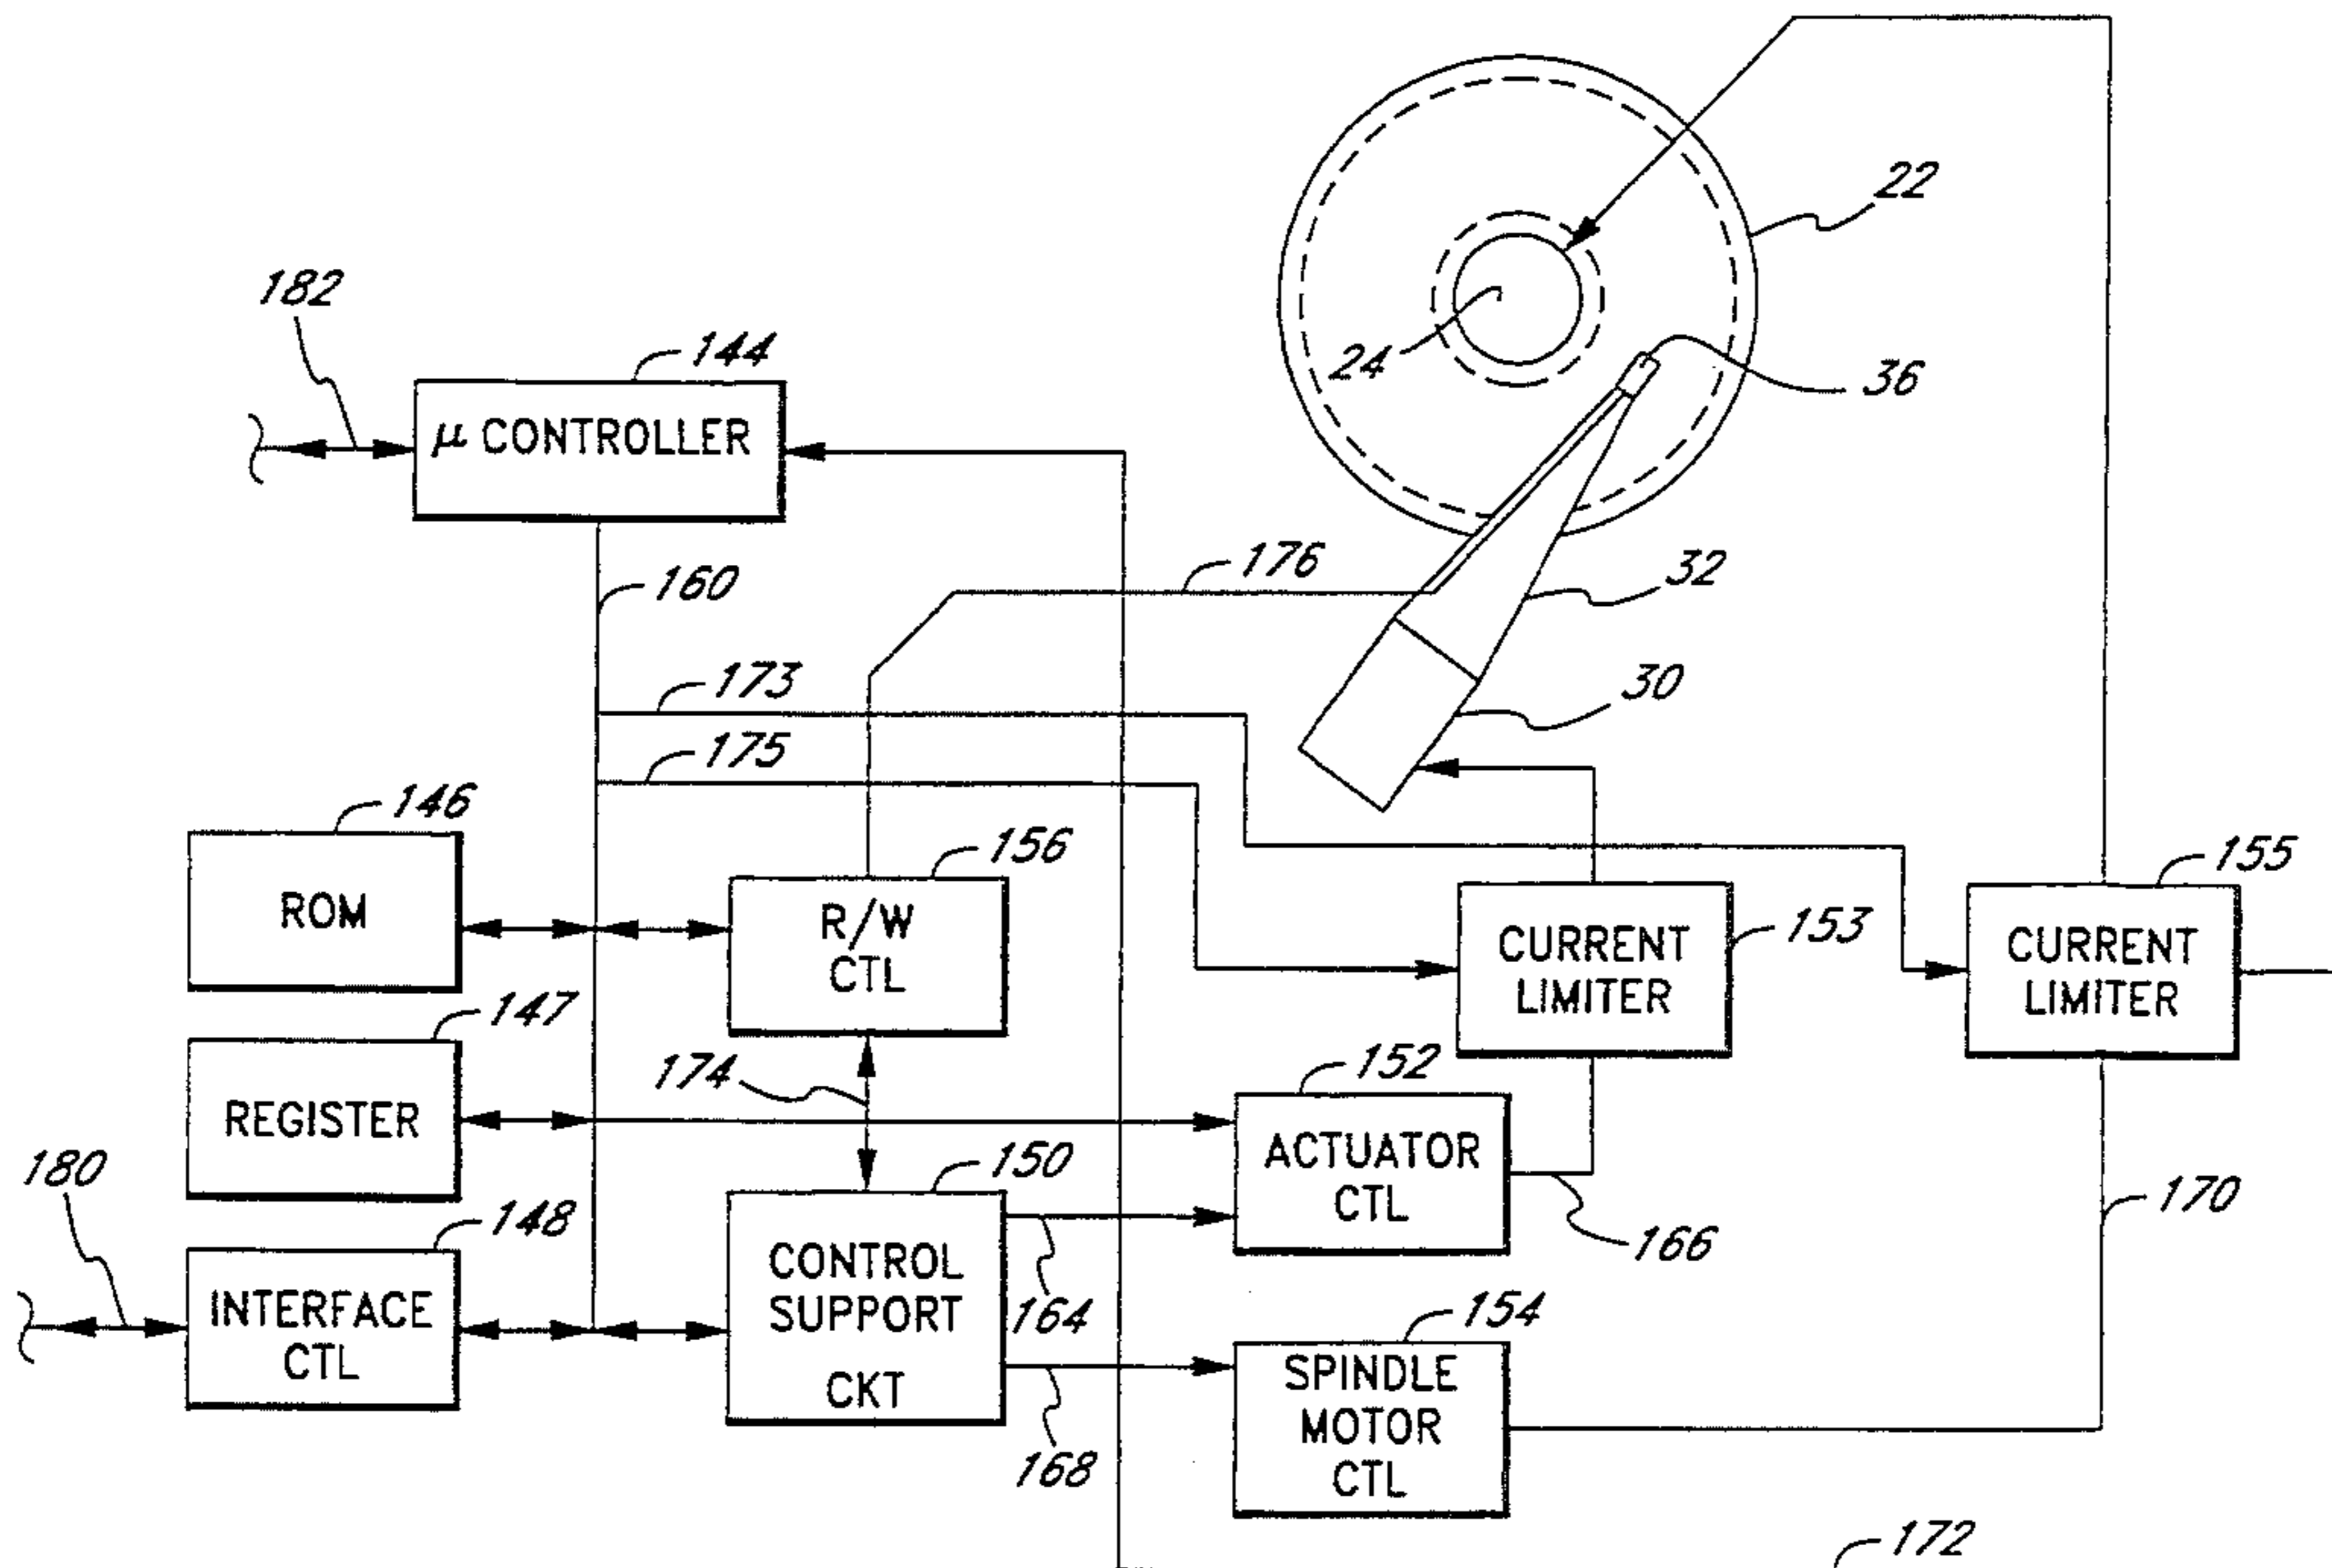 22
182
144
μ CONTROLLER
24
36
160
176
32
173
30
175
146
ROM
156
R/W
CTL
155
153
CURRENT
LIMITER
CURRENT
LIMITER
147
REGISTER
174
152
ACTUATOR
CTL
180
148
150
170
INTERFACE
CTL
CONTROL
SUPPORT
CKT
164
166
154
SPINDLE
MOTOR
CTL
168
172